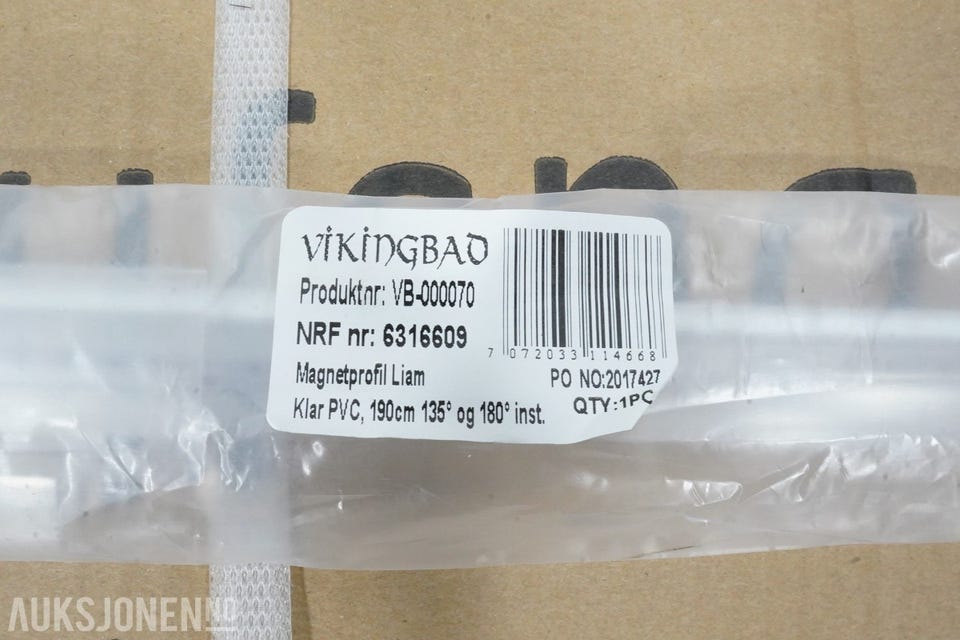 VIKINGBAD
Produktnr: VB-000070
NRF nr: 6316609
7 072033 114668
Magnetprofil Liam
PO NO:2017427
Klar PVC, 190cm 135° og 180° inst.
QTY:1PC
AUKSJONEN.NO